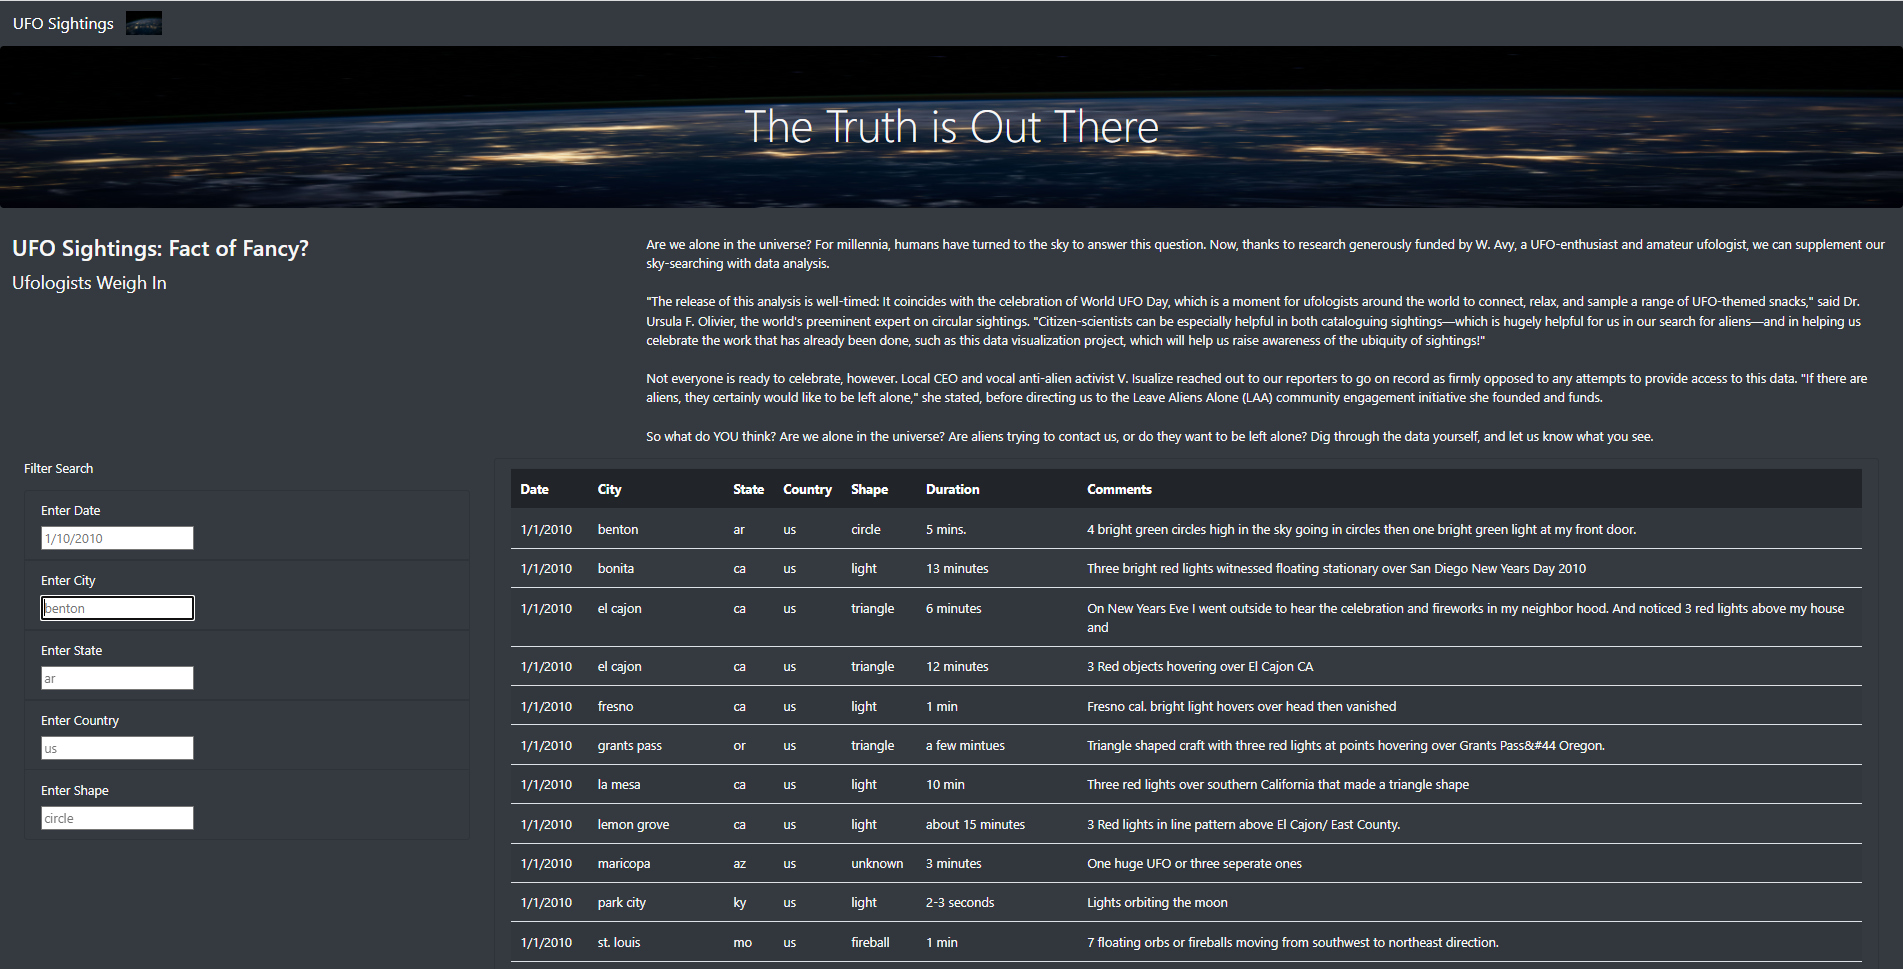 UFO Sightings
The Truth is Out There
UFO Sightings: Fact of Fancy?
Ufologists Weigh In
Are we alone in the universe? For millennia, humans have turned to the sky to answer this question. Now, thanks to research generously funded by W. Avy, a UFO-enthusiast and amateur ufologist, we can supplement our
sky-searching with data analysis.
"The release of this analysis is well-timed: It coincides with the celebration of World UFO Day, which is a moment for ufologists around the world to connect, relax, and sample a range of UFO-themed snacks," said Dr.
Ursula F. Olivier, the world's preeminent expert on circular sightings. "Citizen-scientists can be especially helpful in both cataloguing sightings—which is hugely helpful for us in our search for aliens—and in helping us
celebrate the work that has already been done, such as this data visualization project, which will help us raise awareness of the ubiquity of sightings!"
Not everyone is ready to celebrate, however. Local CEO and vocal anti-alien activist V. Isualize reached out to our reporters to go on record as firmly opposed to any attempts to provide access to this data. "If there are
aliens, they certainly would like to be left alone," she stated, before directing us to the Leave Aliens Alone (LAA) community engagement initiative she founded and funds.
So what do YOU think? Are we alone in the universe? Are aliens trying to contact us, or do they want to be left alone? Dig through the data yourself, and let us know what you see.
Filter Search
Enter Date
1/10/2010
Enter City
benton
Enter State
ar
Enter Country
us
Enter Shape
circle
Date City State Country Shape Duration Comments
1/1/2010 benton ar us circle 5 mins. 4 bright green circles high in the sky going in circles then one bright green light at my front door.
1/1/2010 bonita ca us light 13 minutes Three bright red lights witnessed floating stationary over San Diego New Years Day 2010
1/1/2010 el cajon ca us triangle 6 minutes On New Years Eve I went outside to hear the celebration and fireworks in my neighbor hood. And noticed 3 red lights above my house
and
1/1/2010 el cajon ca us triangle 12 minutes 3 Red objects hovering over El Cajon CA
1/1/2010 fresno ca us light 1 min Fresno cal. bright light hovers over head then vanished
1/1/2010 grants pass or us triangle a few mintues Triangle shaped craft with three red lights at points hovering over Grants Pass&#44 Oregon.
1/1/2010 la mesa ca us light 10 min Three red lights over southern California that made a triangle shape
1/1/2010 lemon grove ca us light about 15 minutes 3 Red lights in line pattern above El Cajon/ East County.
1/1/2010 maricopa az us unknown 3 minutes One huge UFO or three seperate ones
1/1/2010 park city ky us light 2-3 seconds Lights orbiting the moon
1/1/2010 st. louis mo us fireball 1 min 7 floating orbs or fireballs moving from southwest to northeast direction.